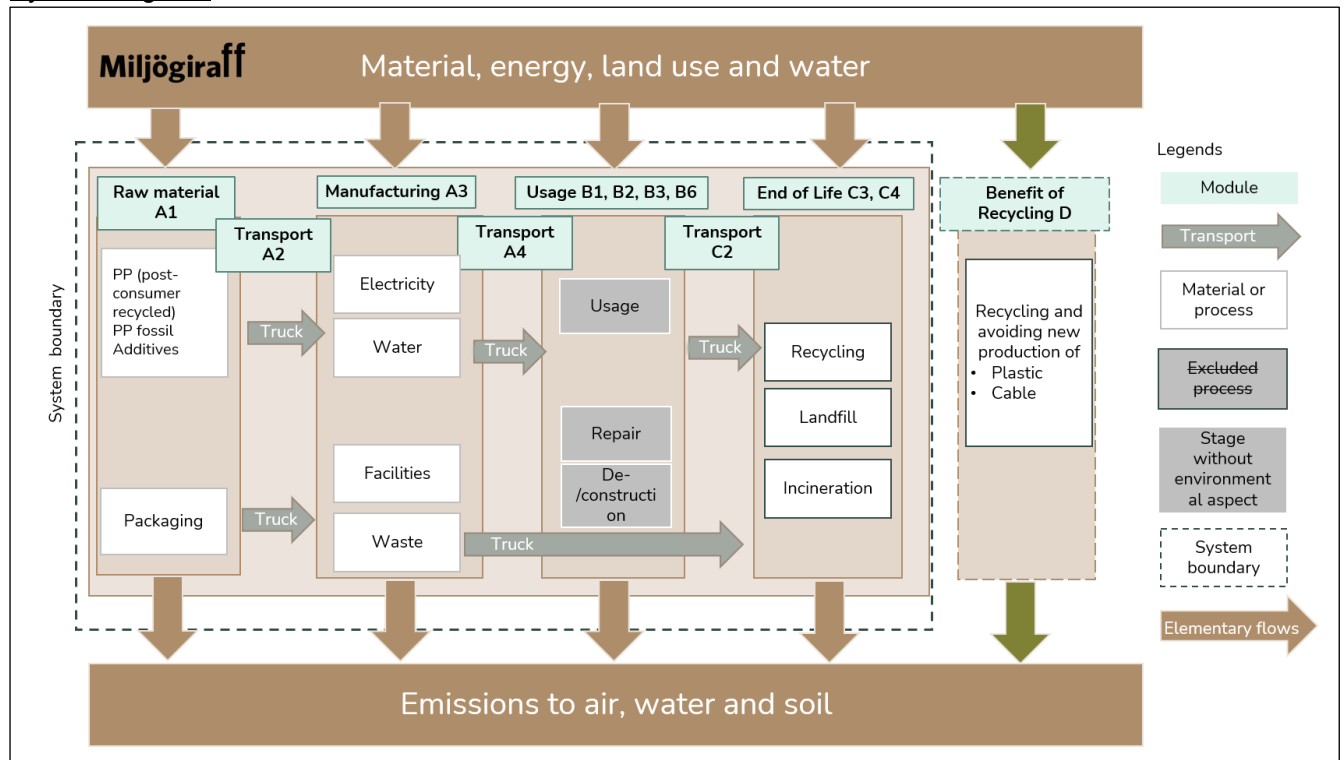 Miljögiraff
Material, energy, land use and water
Legends
Raw material
A1
Manufacturing A3
Usage B1, B2, B3, B6
End of Life C3, C4
Benefit of
Recycling D
Module
Transport
A2
Transport
A4
Transport
C2
Transport
System boundary
PP (post-
consumer
recycled)
PP fossil
Additives
Packaging
Truck
Truck
Electricity
Water
Facilities
Waste
Truck
Truck
Usage
Repair
De-
/constructi
on
Truck
Recycling
Landfill
Incineration
Recycling and
avoiding new
production of
• Plastic
• Cable
Material or
process
Excluded
process
Stage
without
environment
al aspect
System
boundary
Elementary flows
Emissions to air, water and soil